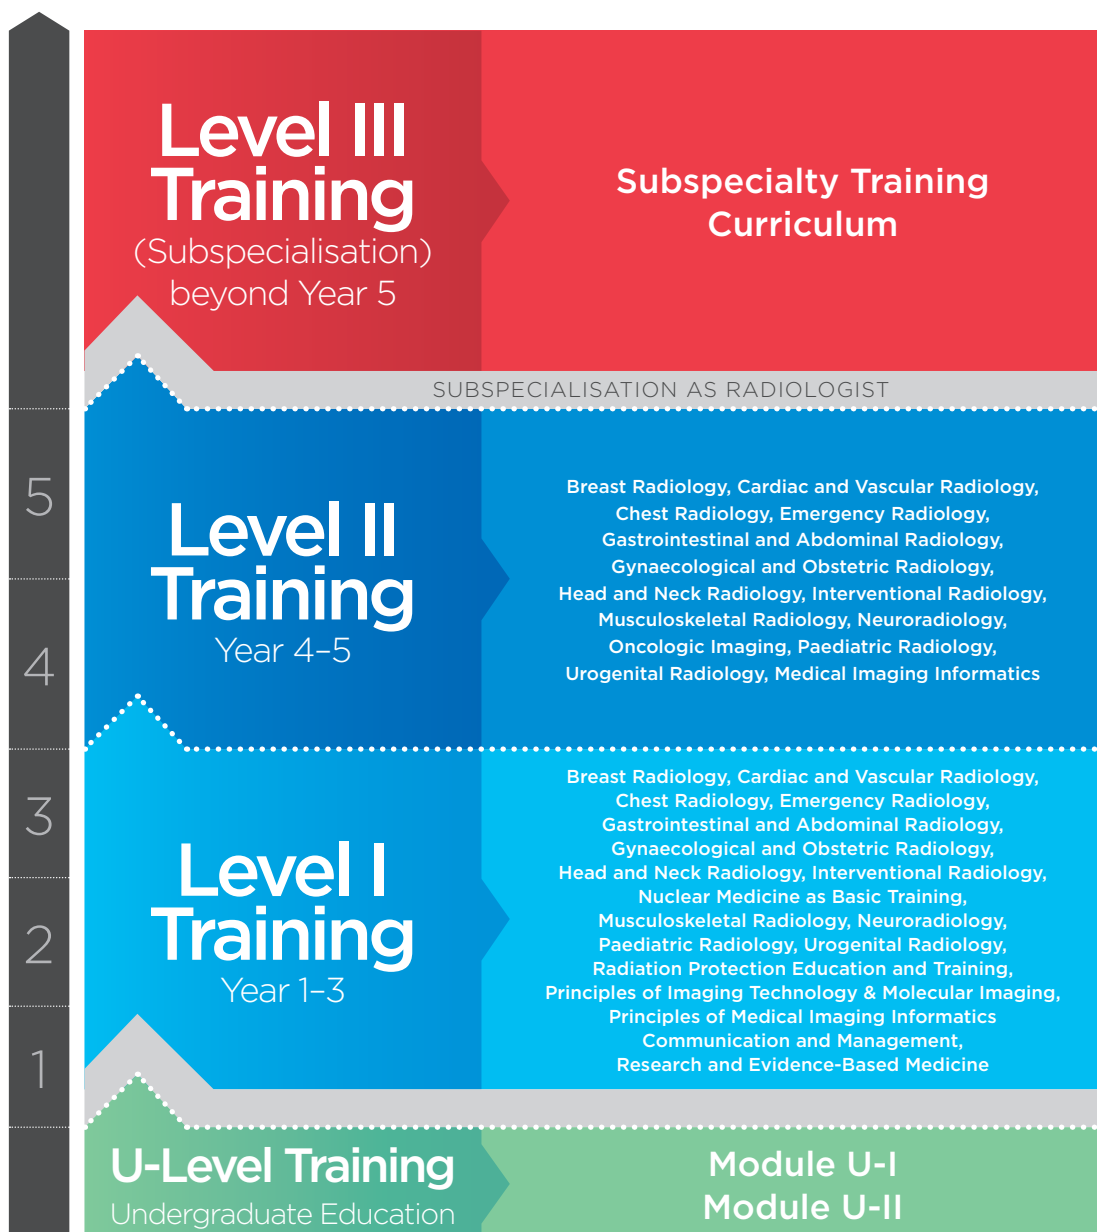 Level III
Training
(Subspecialisation)
beyond Year 5
Subspecialty Training
Curriculum
SUBSPECIALISATION AS RADIOLOGIST
5
4
Level II
Training
Year 4–5
Breast Radiology, Cardiac and Vascular Radiology,
Chest Radiology, Emergency Radiology,
Gastrointestinal and Abdominal Radiology,
Gynaecological and Obstetric Radiology,
Head and Neck Radiology, Interventional Radiology,
Musculoskeletal Radiology, Neuroradiology,
Oncologic Imaging, Paediatric Radiology,
Urogenital Radiology, Medical Imaging Informatics
3
2
1
Level I
Training
Year 1–3
Breast Radiology, Cardiac and Vascular Radiology,
Chest Radiology, Emergency Radiology,
Gastrointestinal and Abdominal Radiology,
Gynaecological and Obstetric Radiology,
Head and Neck Radiology, Interventional Radiology,
Nuclear Medicine as Basic Training,
Musculoskeletal Radiology, Neuroradiology,
Paediatric Radiology, Urogenital Radiology,
Radiation Protection Education and Training,
Principles of Imaging Technology & Molecular Imaging,
Principles of Medical Imaging Informatics
Communication and Management,
Research and Evidence-Based Medicine
U-Level Training
Undergraduate Education
Module U-I
Module U-II